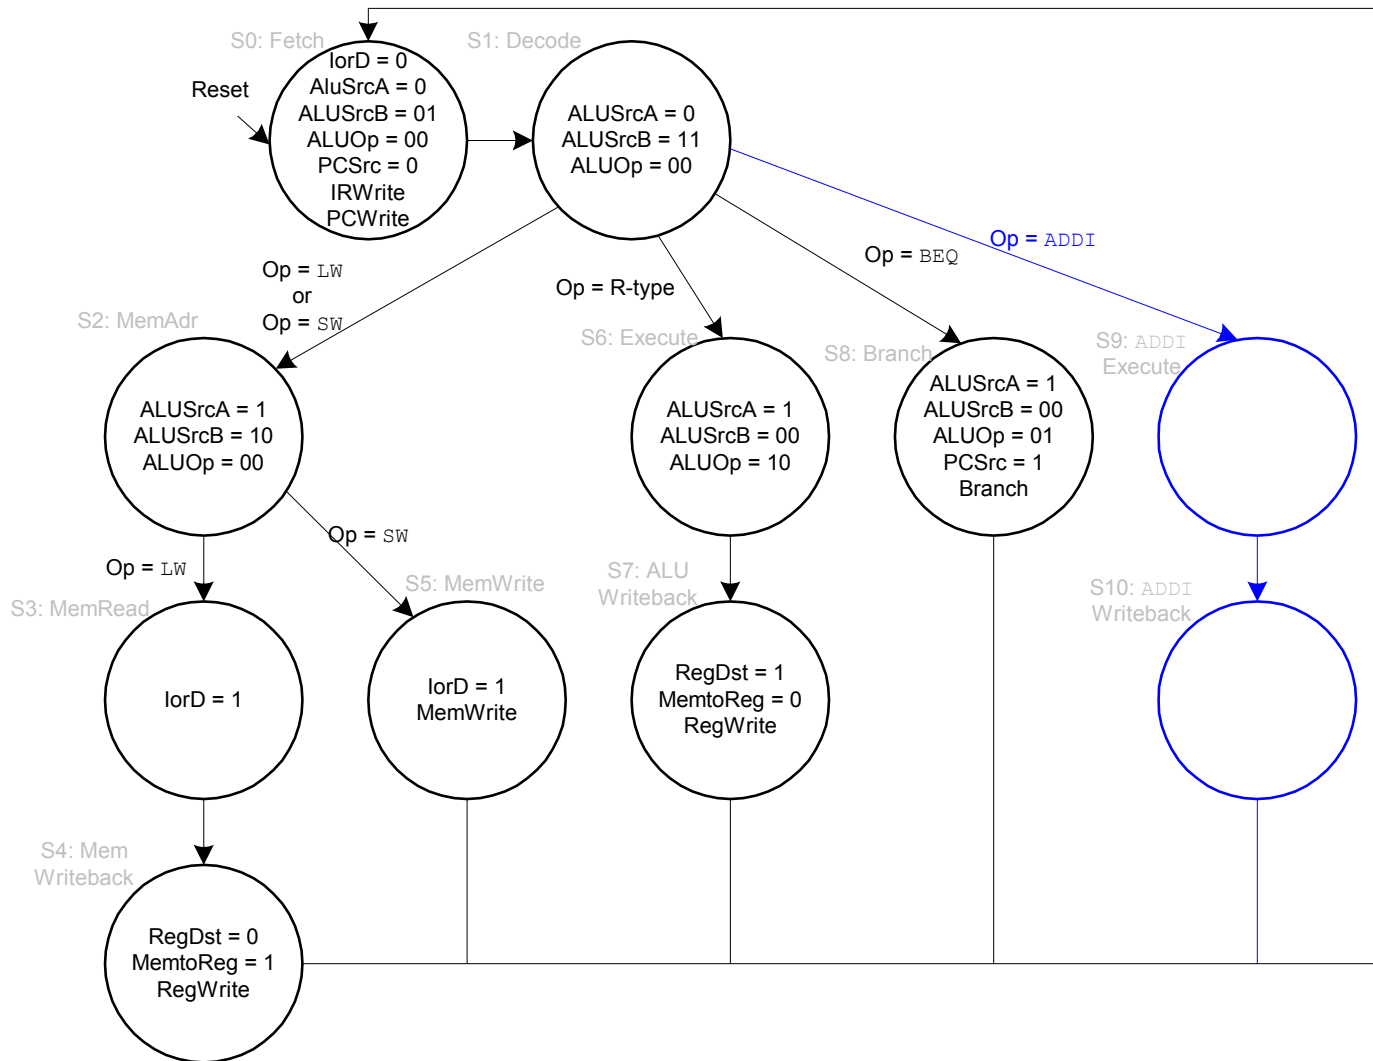 S0: Fetch
S1: Decode
Reset
IorD = 0
AluSrcA = 0
ALUSrcB = 01
ALUOp = 00
PCSrc = 0
IRWrite
PCWrite
ALUSrcA = 0
ALUSrcB = 11
ALUOp = 00
Op = LW
or
Op = SW
Op = R-type
Op = BEQ
Op = ADDI
S2: MemAdr
S6: Execute
S8: Branch
S9: ADDI
Execute
ALUSrcA = 1
ALUSrcB = 10
ALUOp = 00
ALUSrcA = 1
ALUSrcB = 00
ALUOp = 10
ALUSrcA = 1
ALUSrcB = 00
ALUOp = 01
PCSrc = 1
Branch
Op = SW
Op = LW
S3: MemRead
S5: MemWrite
S7: ALU
Writeback
S10: ADDI
Writeback
IorD = 1
IorD = 1
MemWrite
RegDst = 1
MemtoReg = 0
RegWrite
S4: Mem
Writeback
RegDst = 0
MemtoReg = 1
RegWrite